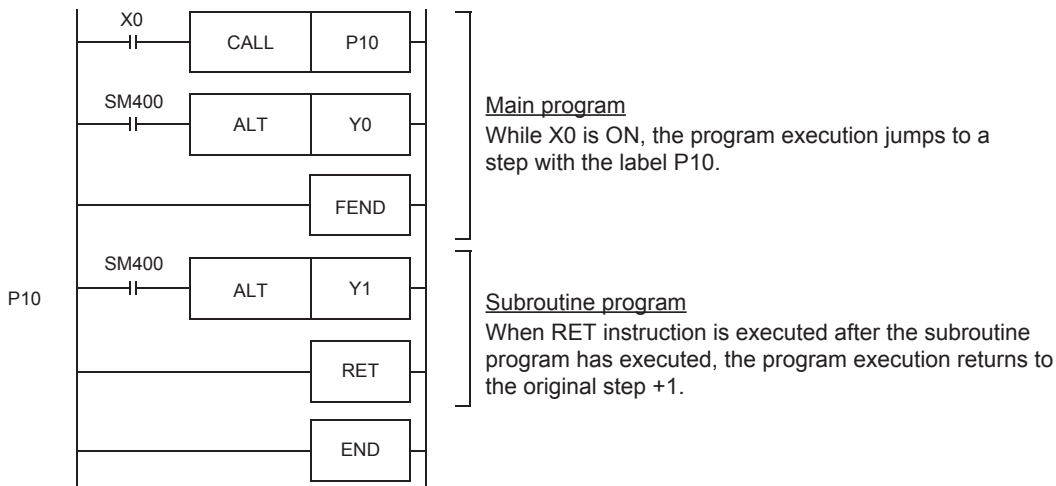 X0
CALL P10
SM400
ALT Y0
FEND
Main program
While X0 is ON, the program execution jumps to a
step with the label P10.
SM400
P10 ALT Y1
RET
END
Subroutine program
When RET instruction is executed after the subroutine
program has executed, the program execution returns to
the original step +1.